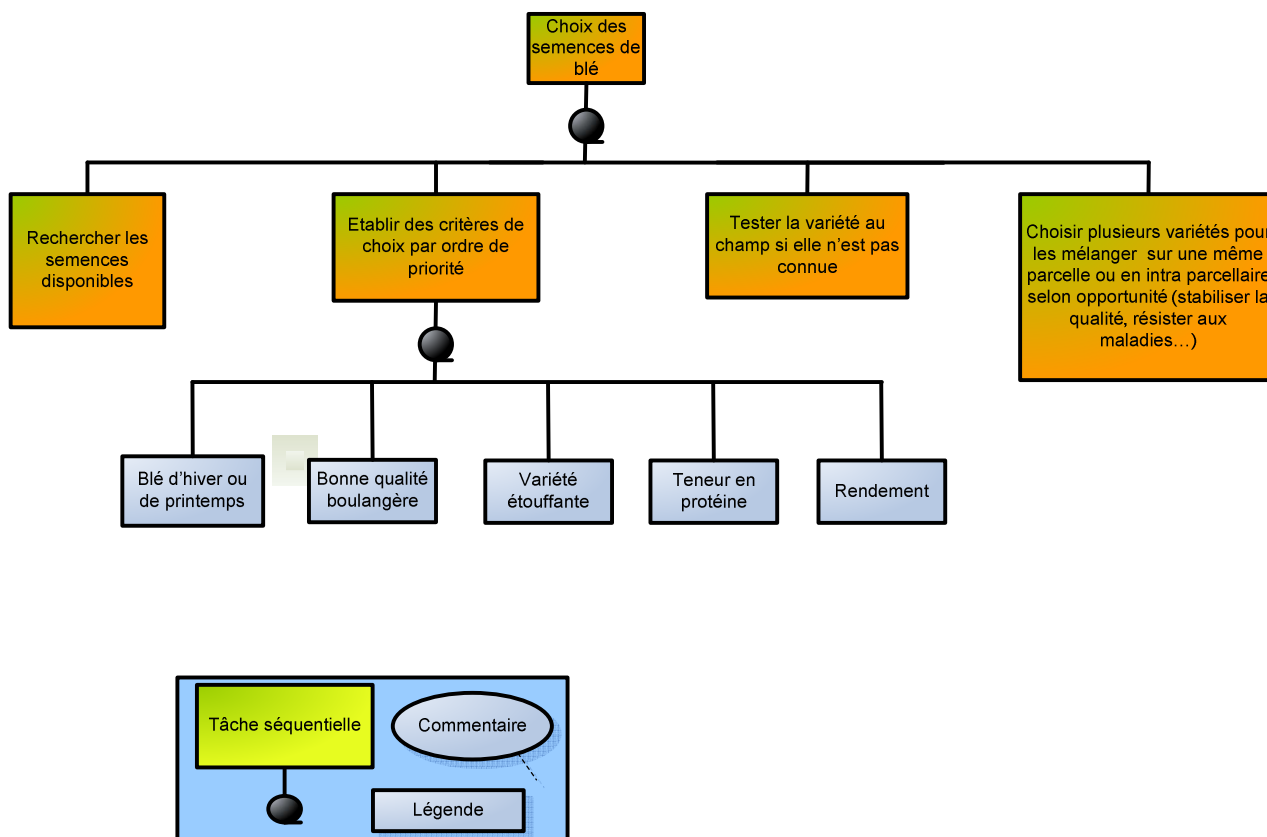 Choix des
semences de
blé
Rechercher les
semences
disponibles
Etablir des critères de
choix par ordre de
priorité
Tester la variété au
champ si elle n'est pas
connue
Choisir plusieurs variétés pour
les mélanger sur une même
parcelle ou en intra parcellaire
selon opportunité (stabiliser la
qualité, résister aux
maladies…)
Blé d'hiver ou
de printemps
Bonne qualité
boulangère
Variété
étouffante
Teneur en
protéine
Rendement
Tâche séquentielle
Commentaire
Légende